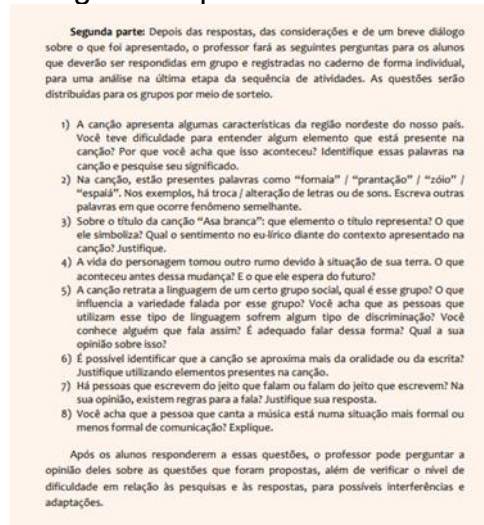 Segunda parte: Depois das respostas, das considerações e de um breve diálogo
sobre o que foi apresentado, o professor fará as seguintes perguntas para os alunos
que deverão ser respondidas em grupo e registradas no caderno de forma individual,
para uma análise na última etapa da sequência de atividades. As questões serão
distribuídas para os grupos por meio de sorteio.
1) A canção apresenta algumas características da região nordeste do nosso país.
Você teve dificuldade para entender algum elemento que está presente na
canção? Por que você acha que isso aconteceu? Identifique essas palavras na
canção e pesquise seu significado.
2) Na canção, estão presentes palavras como “fornaia” / “prantação” / “zóio” /
“espaiá”. Nos exemplos, há troca / alteração de letras ou de sons. Escreva outras
palavras em que ocorre fenômeno semelhante.
3) Sobre o título da canção “Asa branca”: que elemento o título representa? O que
ele simboliza? Qual o sentimento no eu-lírico diante do contexto apresentado na
canção? Justifique.
4) A vida do personagem tomou outro rumo devido à situação de sua terra. O que
aconteceu antes dessa mudança? E o que ele espera do futuro?
5) A canção retrata a linguagem de um certo grupo social, qual é esse grupo? O que
influencia a variedade falada por esse grupo? Você acha que as pessoas que
utilizam esse tipo de linguagem sofrem algum tipo de discriminação? Você
conhece alguém que fala assim? É adequado falar dessa forma? Qual a sua
opinião sobre isso?
6) É possível identificar que a canção se aproxima mais da oralidade ou da escrita?
Justifique utilizando elementos presentes na canção.
7) Há pessoas que escrevem do jeito que falam ou falam do jeito que escrevem? Na
sua opinião, existem regras para a fala? Justifique sua resposta.
8) Você acha que a pessoa que canta a música está numa situação mais formal ou
menos formal de comunicação? Explique.
Após os alunos responderem a essas questões, o professor pode perguntar a
opinião deles sobre as questões que foram propostas, além de verificar o nível de
dificuldade em relação às pesquisas e às respostas, para possíveis interferências e
adaptações.